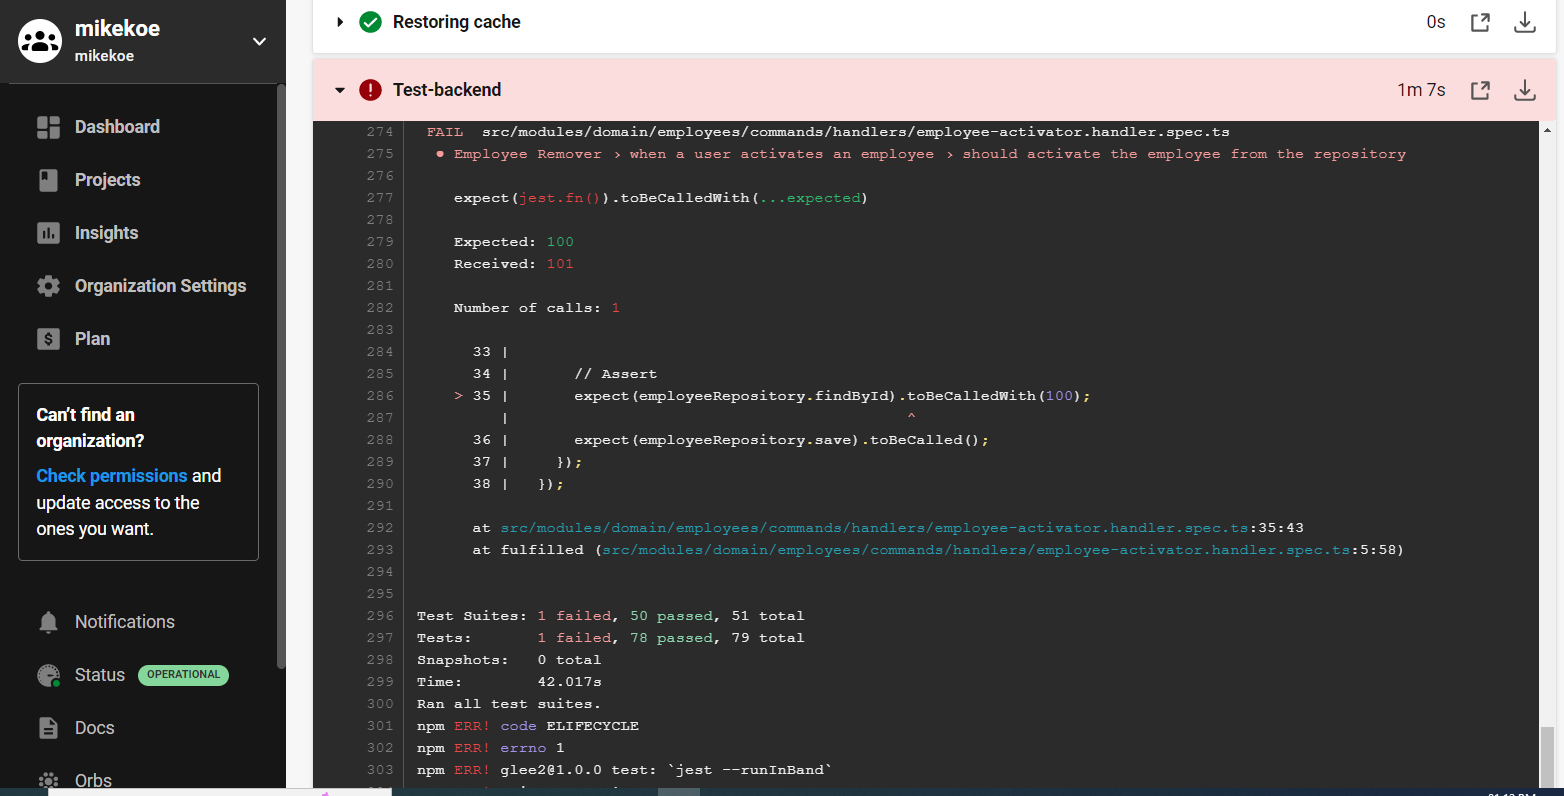 mikekoe
mikekoe
Dashboard
Projects
Insights
Organization Settings
Plan
Can't find an
organization?
Check permissions and
update access to the
ones you want.
Notifications
Status OPERATIONAL
Docs
Orbs
Restoring cache 0s
Test-backend 1m 7s
274 FAIL src/modules/domain/employees/commands/handlers/employee-activator.handler.spec.ts
275 ● Employee Remover › when a user activates an employee › should activate the employee from the repository
276
277 expect(jest.fn()).toBeCalledWith(...expected)
278
279 Expected: 100
280 Received: 101
281
282 Number of calls: 1
283
284 33 |
285 34 | // Assert
286 > 35 | expect(employeeRepository.findById).toBeCalledWith(100);
287 | ^
288 36 | expect(employeeRepository.save).toBeCalled();
289 37 | });
290 38 | });
291
292 at src/modules/domain/employees/commands/handlers/employee-activator.handler.spec.ts:35:43
293 at fulfilled (src/modules/domain/employees/commands/handlers/employee-activator.handler.spec.ts:5:58)
294
295
296 Test Suites: 1 failed, 50 passed, 51 total
297 Tests: 1 failed, 78 passed, 79 total
298 Snapshots: 0 total
299 Time: 42.017s
300 Ran all test suites.
301 npm ERR! code ELIFECYCLE
302 npm ERR! errno 1
303 npm ERR! glee2@1.0.0 test: `jest --runInBand`